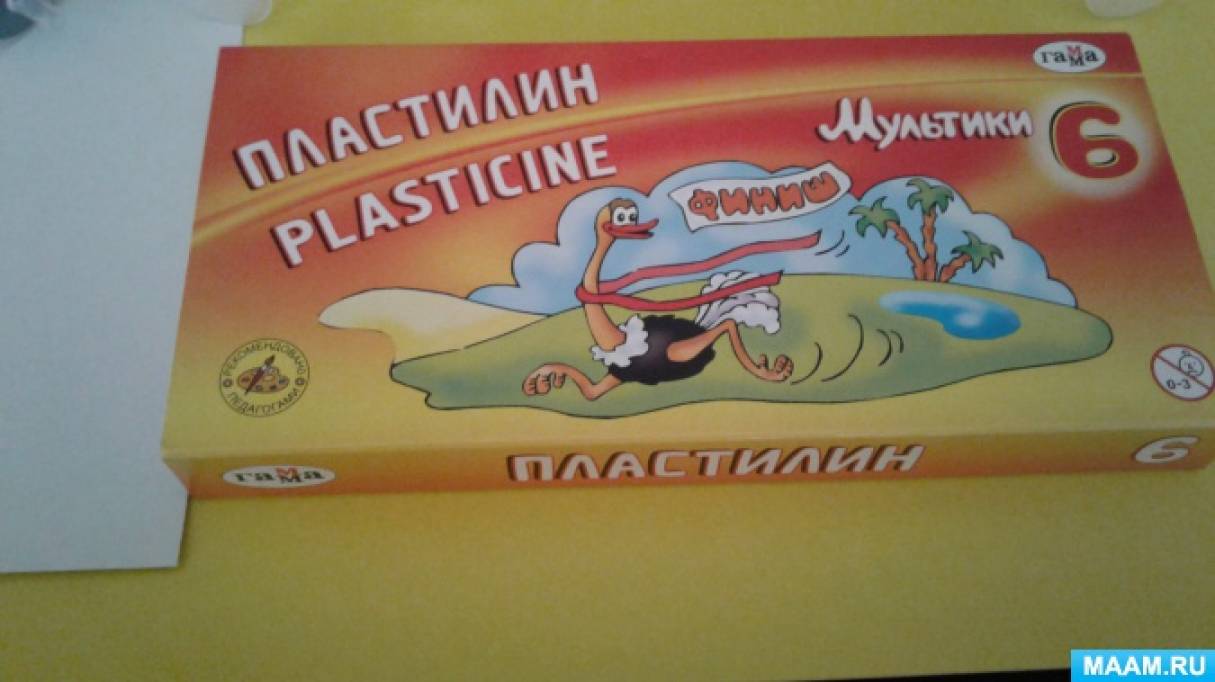 гамма
ПЛАСТИЛИН
PLASTICINE
Мультики 6
ФИНИШ
РЕКОМЕНДОВАНО
ПЕДАГОГАМИ
0-3
гамма
ПЛАСТИЛИН
6
MAAM.RU